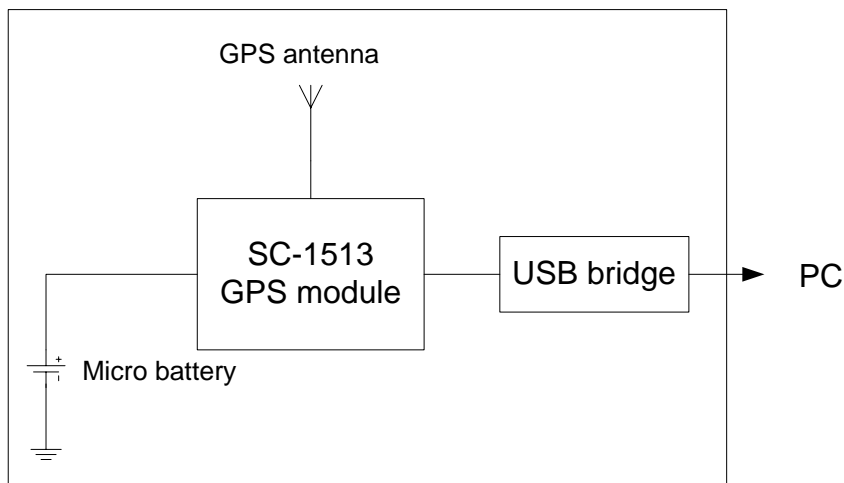 GPS antenna
SC-1513
GPS module
USB bridge
PC
+
-
Micro battery